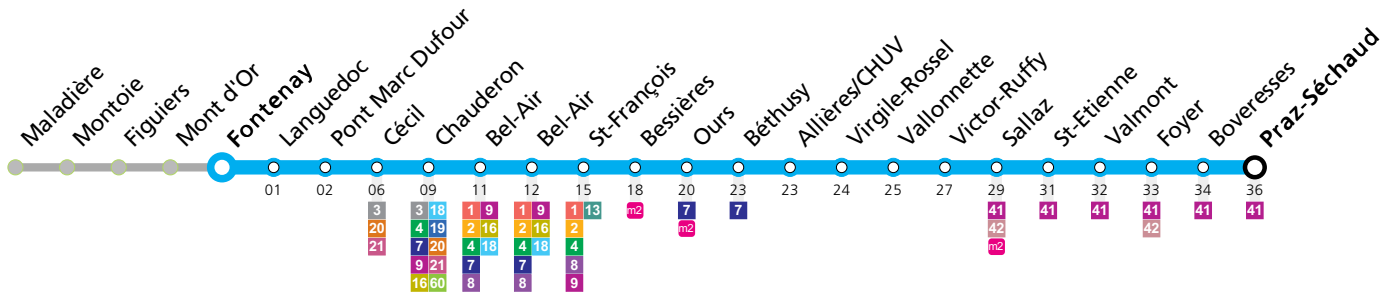 Maladière
Montoie
Figuiers
Mont d'Or
Fontenay
Languedoc
Pont Marc Dufour
Cécil
Chauderon
Bel-Air
Bel-Air
St-François
Bessières
Ours
Béthusy
Allières/CHUV
Virgile-Rossel
Vallonnette
Victor-Ruffy
Sallaz
St-Etienne
Valmont
Foyer
Boveresses
Praz-Séchaud
01 02 06 09 11 12 15 18 20 23 23 24 25 27 29 31 32 33 34 36
3 3 18 1 9 1 9 1 13 m2 7 7 41 41 41 41 41 41
20 4 19 2 16 2 16 2 m2 42 42
21 7 20 4 18 4 18 4 m2
9 21 7 7 8
16 60 8 8 9